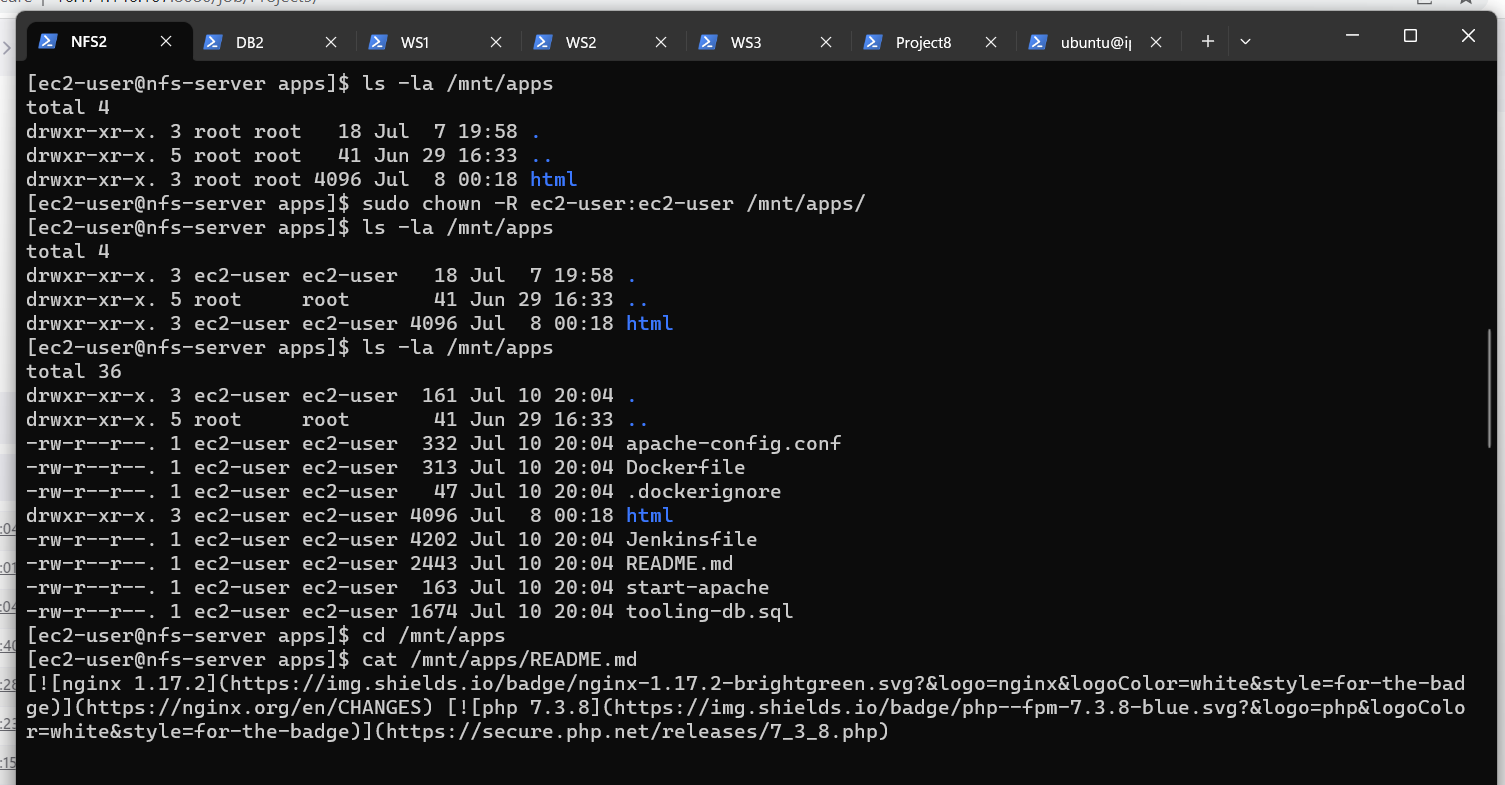 NFS2 DB2 WS1 WS2 WS3 Project8 ubuntu@i
[ec2-user@nfs-server apps]$ ls -la /mnt/apps
total 4
drwxr-xr-x. 3 root root   18 Jul  7 19:58 .
drwxr-xr-x. 5 root root   41 Jun 29 16:33 ..
drwxr-xr-x. 3 root root 4096 Jul  8 00:18 html
[ec2-user@nfs-server apps]$ sudo chown -R ec2-user:ec2-user /mnt/apps/
[ec2-user@nfs-server apps]$ ls -la /mnt/apps
total 4
drwxr-xr-x. 3 ec2-user ec2-user   18 Jul  7 19:58 .
drwxr-xr-x. 5 root     root       41 Jun 29 16:33 ..
drwxr-xr-x. 3 ec2-user ec2-user 4096 Jul  8 00:18 html
[ec2-user@nfs-server apps]$ ls -la /mnt/apps
total 36
drwxr-xr-x. 3 ec2-user ec2-user  161 Jul 10 20:04 .
drwxr-xr-x. 5 root     root       41 Jun 29 16:33 ..
-rw-r--r--. 1 ec2-user ec2-user  332 Jul 10 20:04 apache-config.conf
-rw-r--r--. 1 ec2-user ec2-user  313 Jul 10 20:04 Dockerfile
-rw-r--r--. 1 ec2-user ec2-user   47 Jul 10 20:04 .dockerignore
drwxr-xr-x. 3 ec2-user ec2-user 4096 Jul  8 00:18 html
-rw-r--r--. 1 ec2-user ec2-user 4202 Jul 10 20:04 Jenkinsfile
-rw-r--r--. 1 ec2-user ec2-user 2443 Jul 10 20:04 README.md
-rw-r--r--. 1 ec2-user ec2-user  163 Jul 10 20:04 start-apache
-rw-r--r--. 1 ec2-user ec2-user 1674 Jul 10 20:04 tooling-db.sql
[ec2-user@nfs-server apps]$ cd /mnt/apps
[ec2-user@nfs-server apps]$ cat /mnt/apps/README.md
[![nginx 1.17.2](https://img.shields.io/badge/nginx-1.17.2-brightgreen.svg?&logo=nginx&logoColor=white&style=for-the-bad
ge)](https://nginx.org/en/CHANGES) [![php 7.3.8](https://img.shields.io/badge/php--fpm-7.3.8-blue.svg?&logo=php&logoColo
r=white&style=for-the-badge)](https://secure.php.net/releases/7_3_8.php)
:04
:01
:04
:40
:28
:23
:15